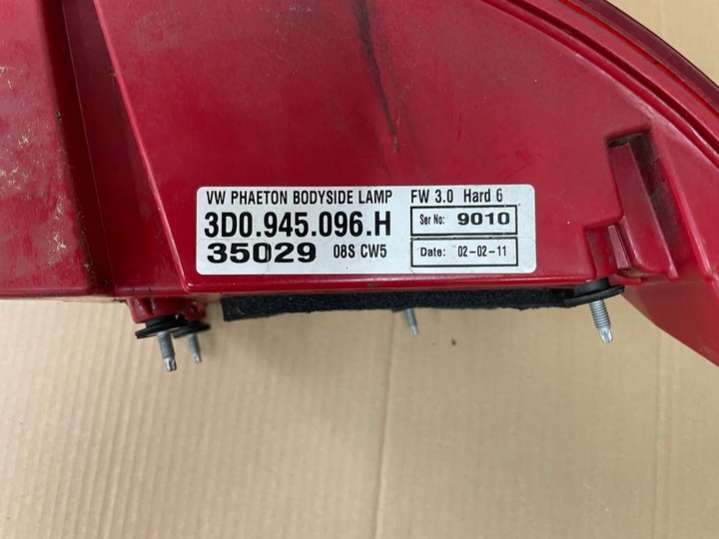 VW PHAETON BODYSIDE LAMP FW 3.0 Hard 6
3D0.945.096.H Ser No: 9010
35029 08S CW5 Date: 02-02-11